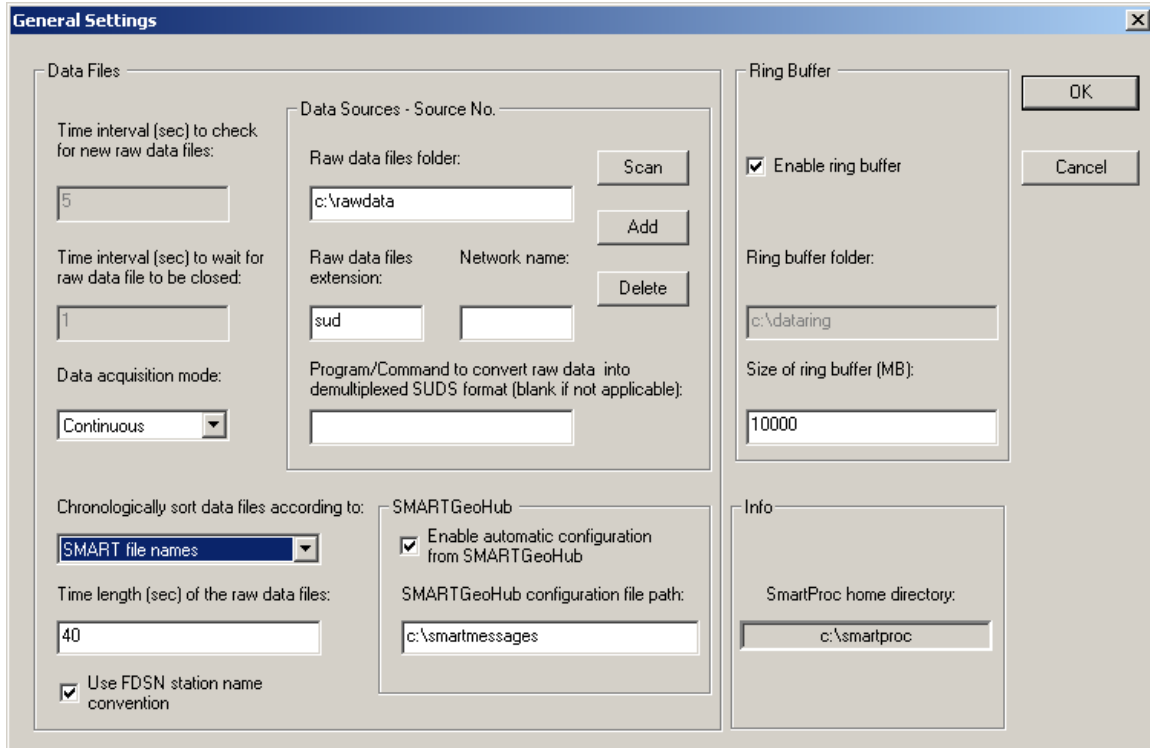 General Settings
Data Files
Time interval (sec) to check
for new raw data files:
5
Time interval (sec) to wait for
raw data file to be closed:
1
Data acquisition mode:
Continuous
Data Sources - Source No.
Raw data files folder:
c:\rawdata
Scan
Add
Delete
Raw data files
extension:
sud
Network name:
Program/Command to convert raw data into
demultiplexed SUDS format (blank if not applicable):
Chronologically sort data files according to:
SMART file names
Time length (sec) of the raw data files:
40
Use FDSN station name
convention
SMARTGeoHub
Enable automatic configuration
from SMARTGeoHub
SMARTGeoHub configuration file path:
c:\smartmessages
Ring Buffer
Enable ring buffer
Ring buffer folder:
c:\dataring
Size of ring buffer (MB):
10000
Info
SmartProc home directory:
c:\smartproc
OK
Cancel